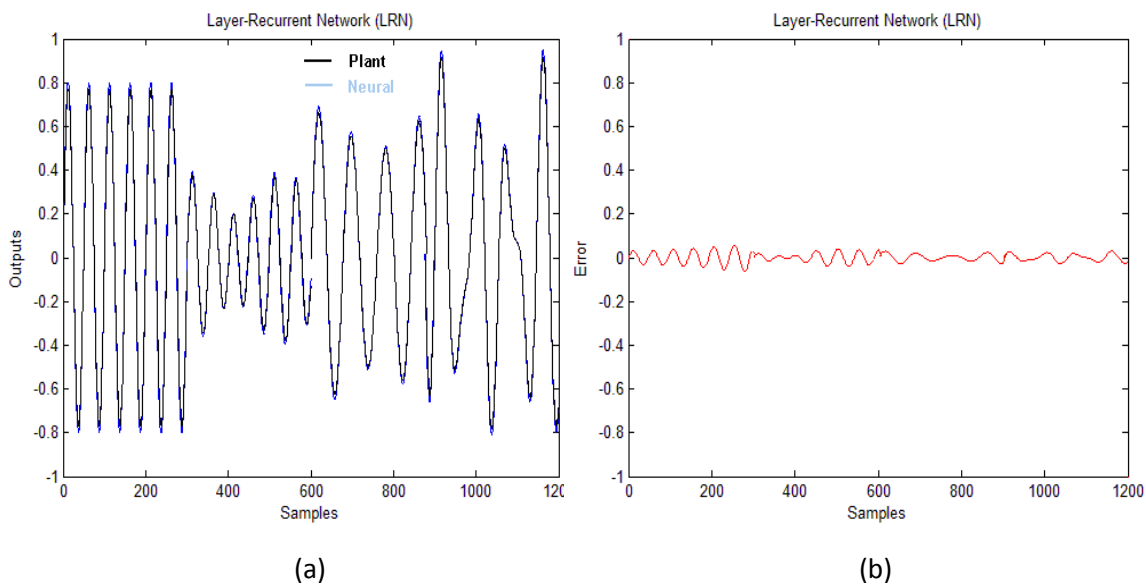 Layer-Recurrent Network (LRN)
1
0.8
0.6
0.4
0.2
0
-0.2
-0.4
-0.6
-0.8
-1
Outputs
Plant
Neural
0 200 400 600 800 1000 120
Samples
(a)
Layer-Recurrent Network (LRN)
1
0.8
0.6
0.4
0.2
0
-0.2
-0.4
-0.6
-0.8
-1
Error
0 200 400 600 800 1000 1200
Samples
(b)